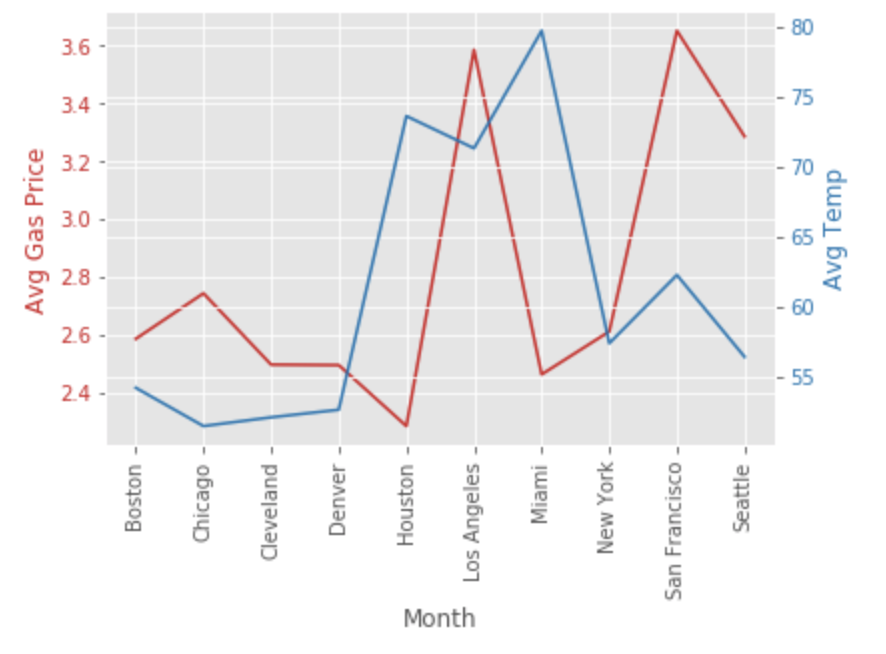 3.6
3.4
3.2
3.0
2.8
2.6
2.4
Avg Gas Price
80
75
70
65
60
55
Avg Temp
Boston
Chicago
Cleveland
Denver
Houston
Los Angeles
Miami
New York
San Francisco
Seattle
Month